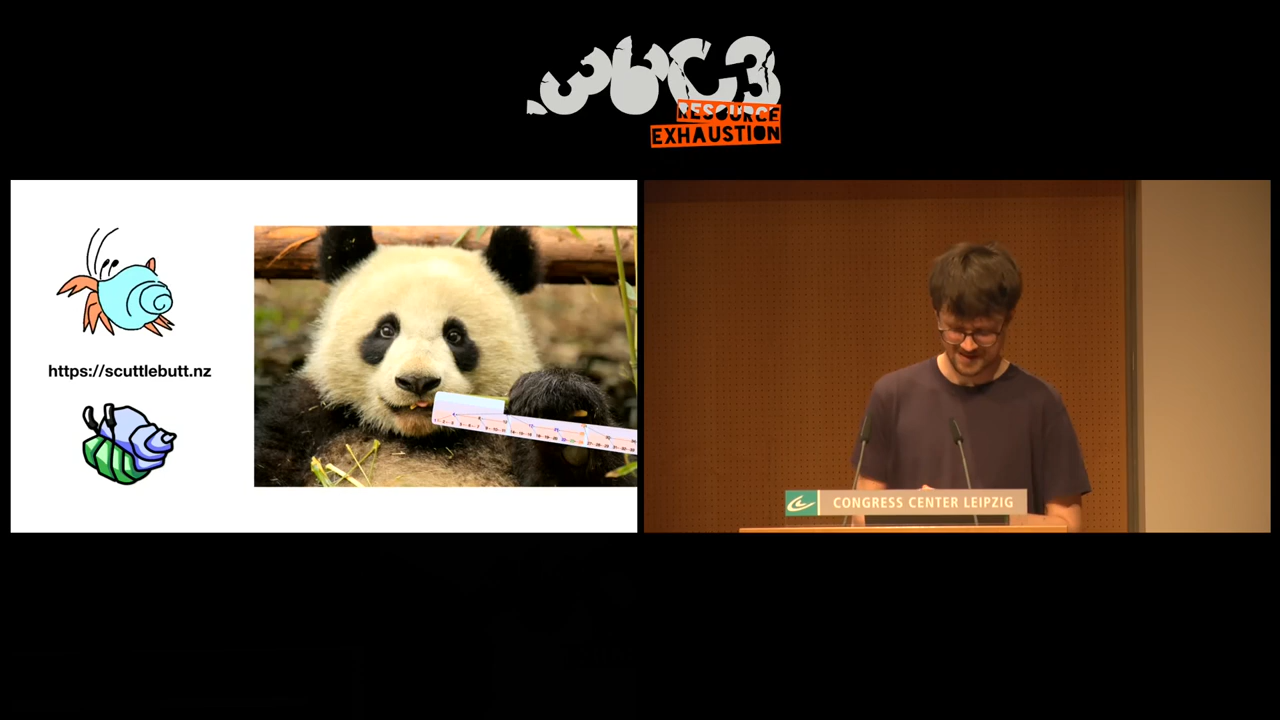 36C3
RESOURCE
EXHAUSTION
https://scuttlebutt.nz
CONGRESS CENTER LEIPZIG